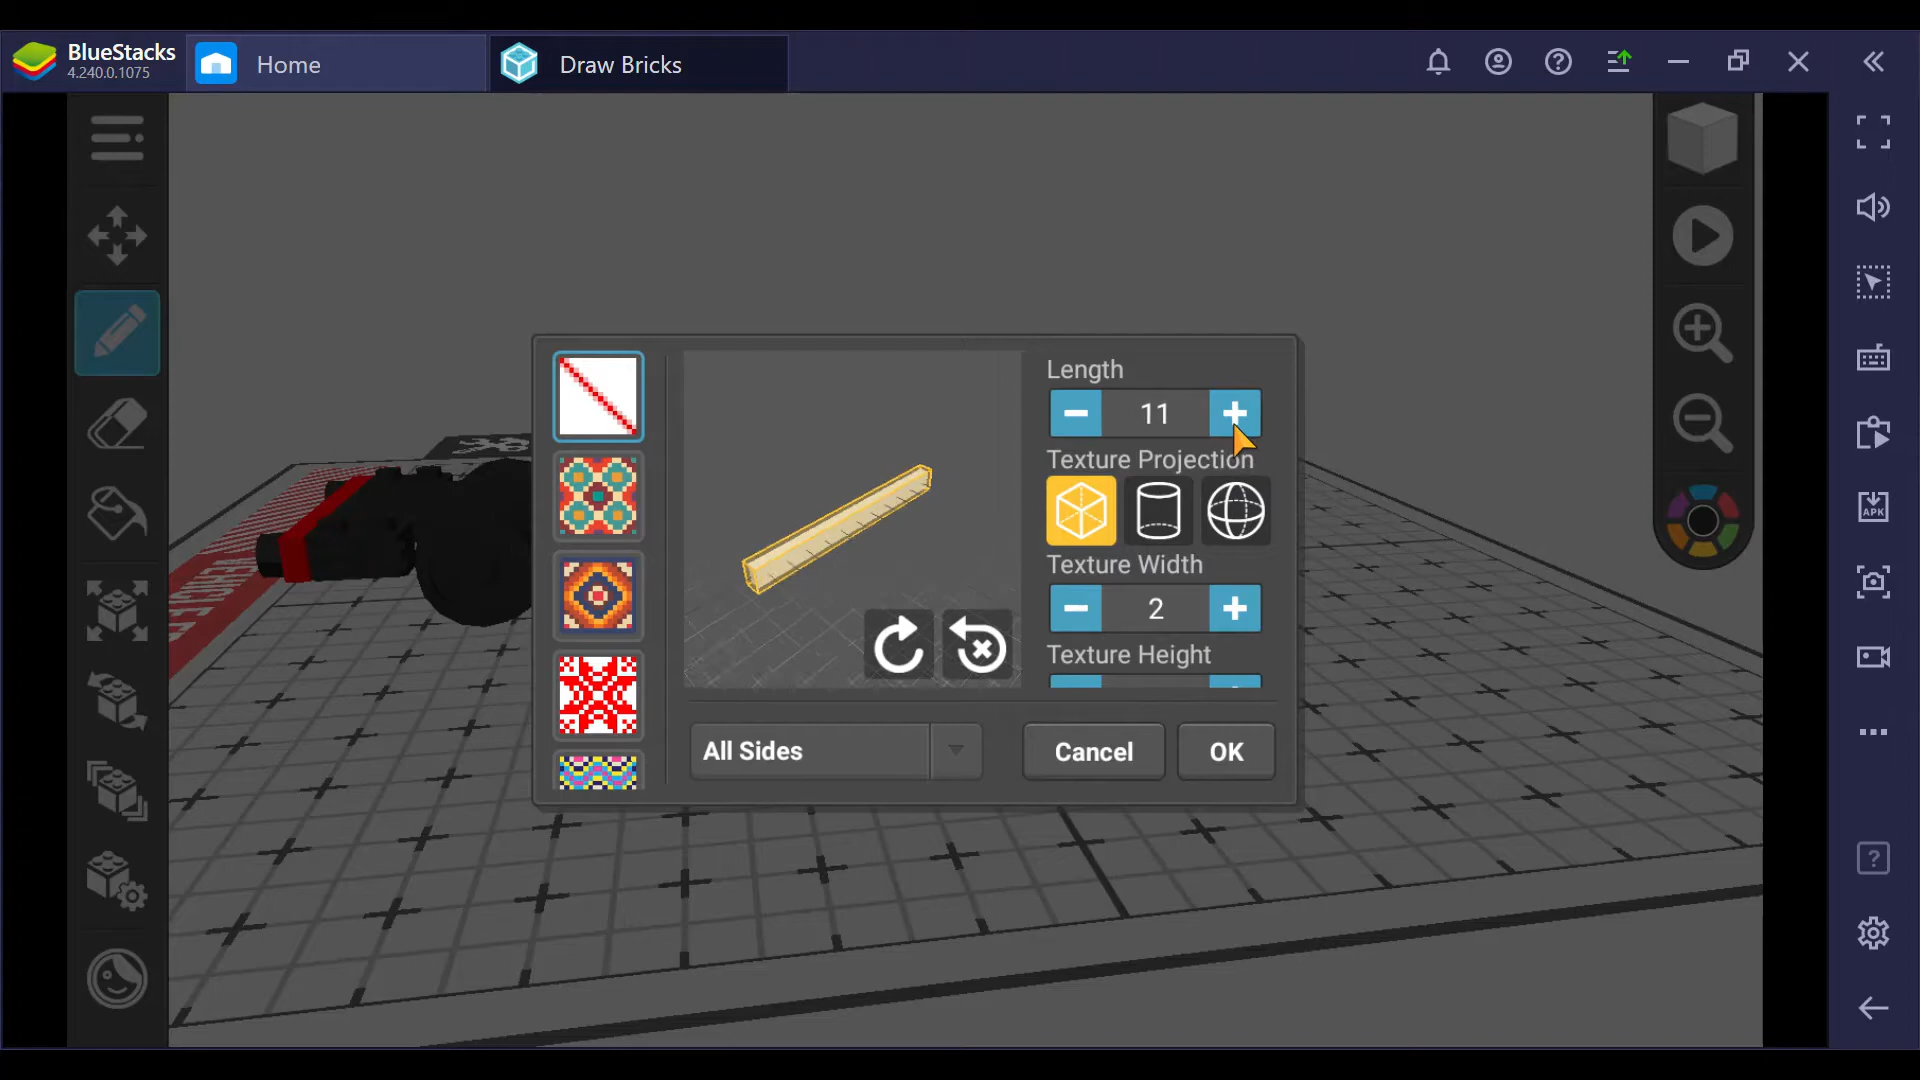 BlueStacks
4.240.0.1075
Home
Draw Bricks
Length
11
Texture Projection
Texture Width
2
Texture Height
All Sides
Cancel
OK
APK